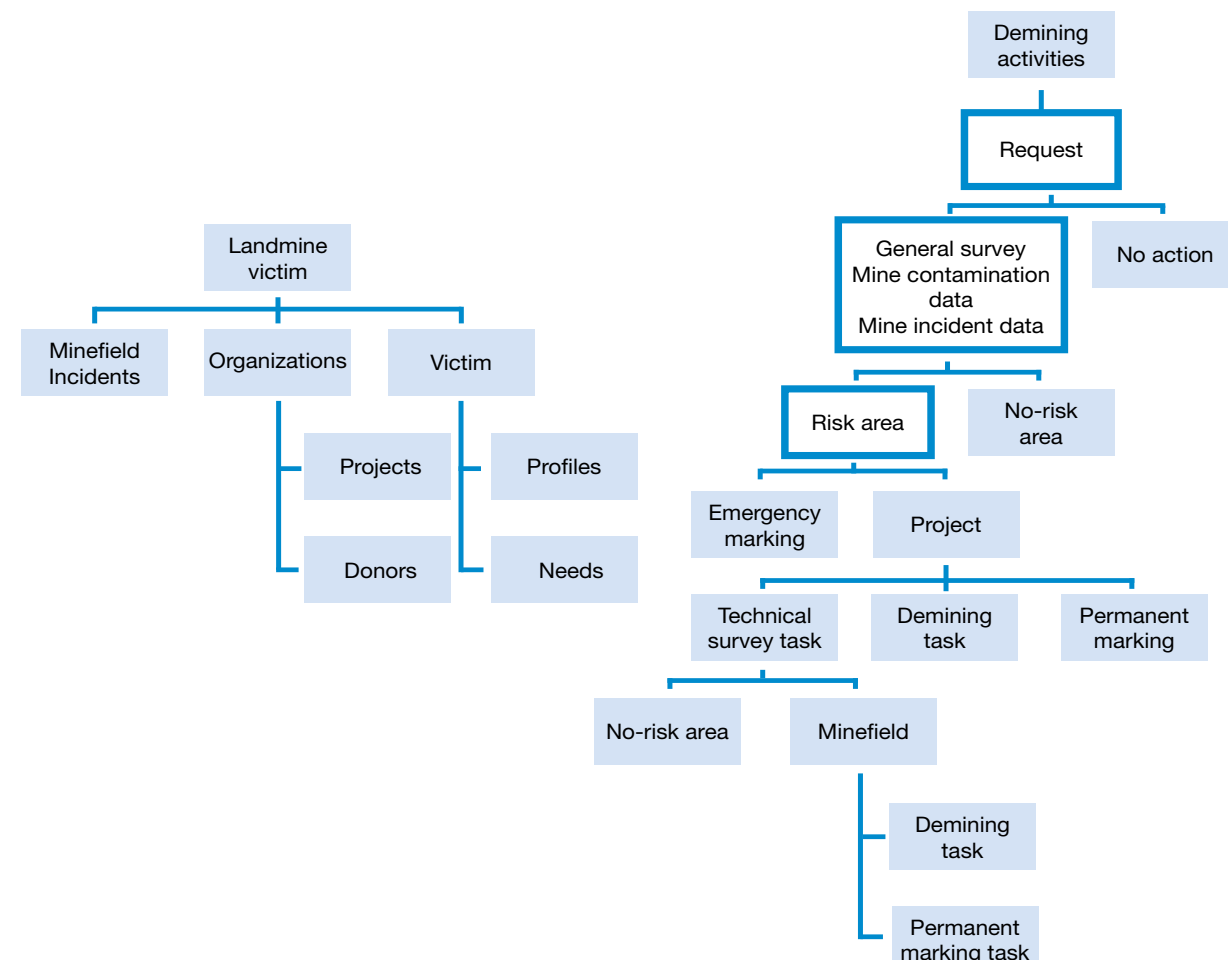 Demining
activities
Request
General survey
Mine contamination
data
Mine incident data
No action
Landmine
victim
Minefield
Incidents
Organizations
Victim
Projects
Profiles
Donors
Needs
Risk area
No-risk
area
Emergency
marking
Project
Technical
survey task
Demining
task
Permanent
marking
No-risk area
Minefield
Demining
task
Permanent
marking task